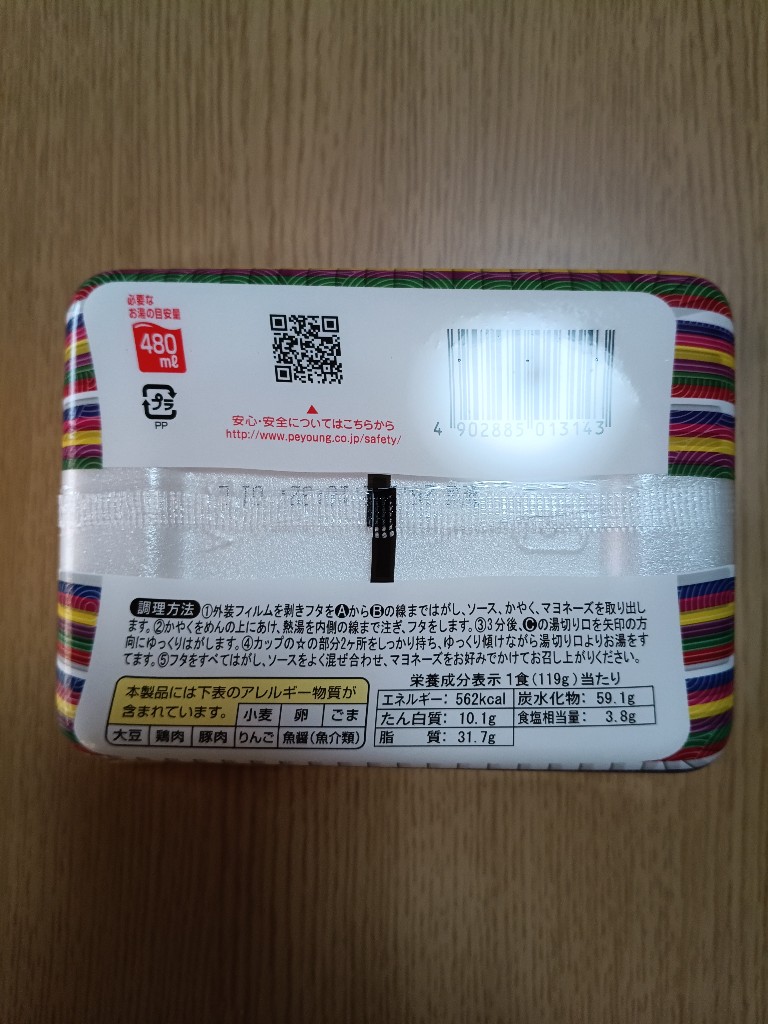 必要な
お湯の目安量
480
mℓ
プラ
PP
安心・安全についてはこちらから
http://www.peyoung.co.jp/safety/
4 902885 013143
調理方法 ①外装フィルムを剥きフタをAからBの線まではがし、ソース、かやく、マヨネーズを取り出し
ます。②かやくをめんの上にあけ、熱湯を内側の線まで注ぎ、フタをします。③3分後、Cの湯切り口を矢印の方
向にゆっくりはがします。④カップの☆の部分2ヶ所をしっかり持ち、ゆっくり傾けながら湯切り口よりお湯をす
てます。⑤フタをすべてはがし、ソースをよく混ぜ合わせ、マヨネーズをお好みでかけてお召し上がりください。
本製品には下表のアレルギー物質が
含まれています。 小麦 卵 ごま
大豆 鶏肉 豚肉 りんご 魚醤(魚介類)
栄養成分表示 1食(119g)当たり
エネルギー: 562kcal 炭水化物: 59.1g
たん白質: 10.1g 食塩相当量: 3.8g
脂質: 31.7g